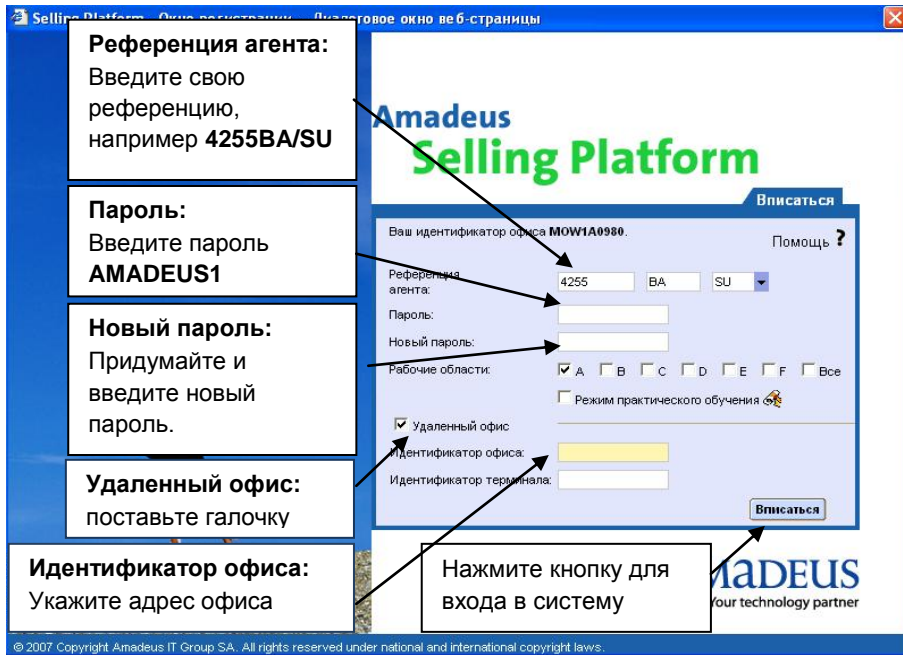 Selling Platform - Окно регистрации - Диалоговое окно веб-страницы
Референция агента:
Введите свою
референцию,
например 4255BA/SU
Пароль:
Введите пароль
AMADEUS1
Новый пароль:
Придумайте и
введите новый
пароль.
Удаленный офис:
поставьте галочку
Идентификатор офиса:
Укажите адрес офиса
Amadeus
Selling Platform
Вписаться
Ваш идентификатор офиса MOW1A0980.
Помощь ?
Референция
агента:
4255 BA SU
Пароль:
Новый пароль:
Рабочие области: A B C D E F Все
Режим практического обучения
Удаленный офис
Идентификатор офиса:
Идентификатор терминала:
Вписаться
Нажмите кнопку для
входа в систему
amaDEUS
Your technology partner
© 2007 Copyright Amadeus IT Group SA. All rights reserved under national and international copyright laws.